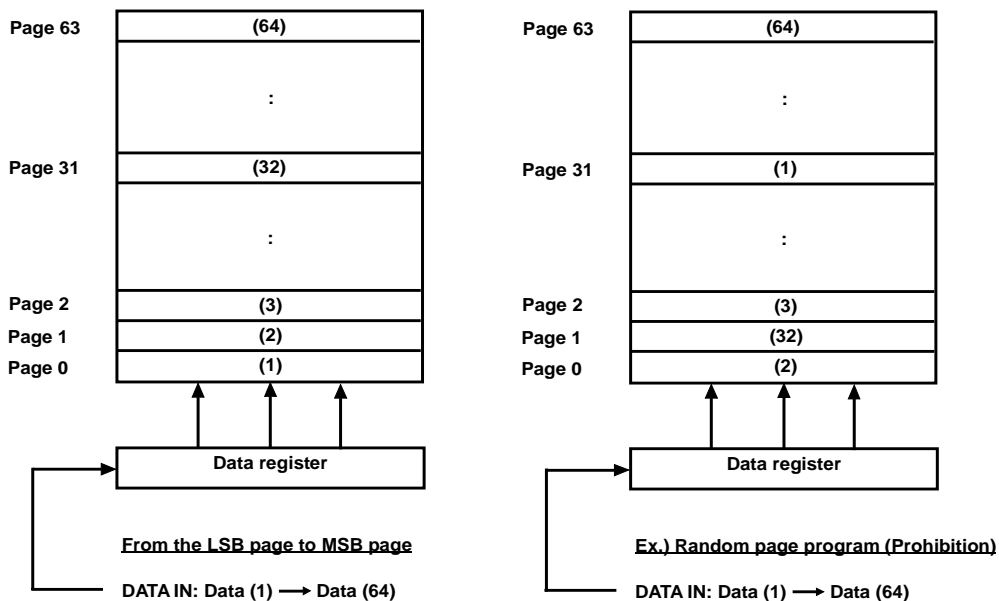 Page 63 (64)
:
Page 31 (32)
:
Page 2 (3)
Page 1 (2)
Page 0 (1)
Data register
From the LSB page to MSB page
DATA IN: Data (1) → Data (64)
Page 63 (64)
:
Page 31 (1)
:
Page 2 (3)
Page 1 (32)
Page 0 (2)
Data register
Ex.) Random page program (Prohibition)
DATA IN: Data (1) → Data (64)